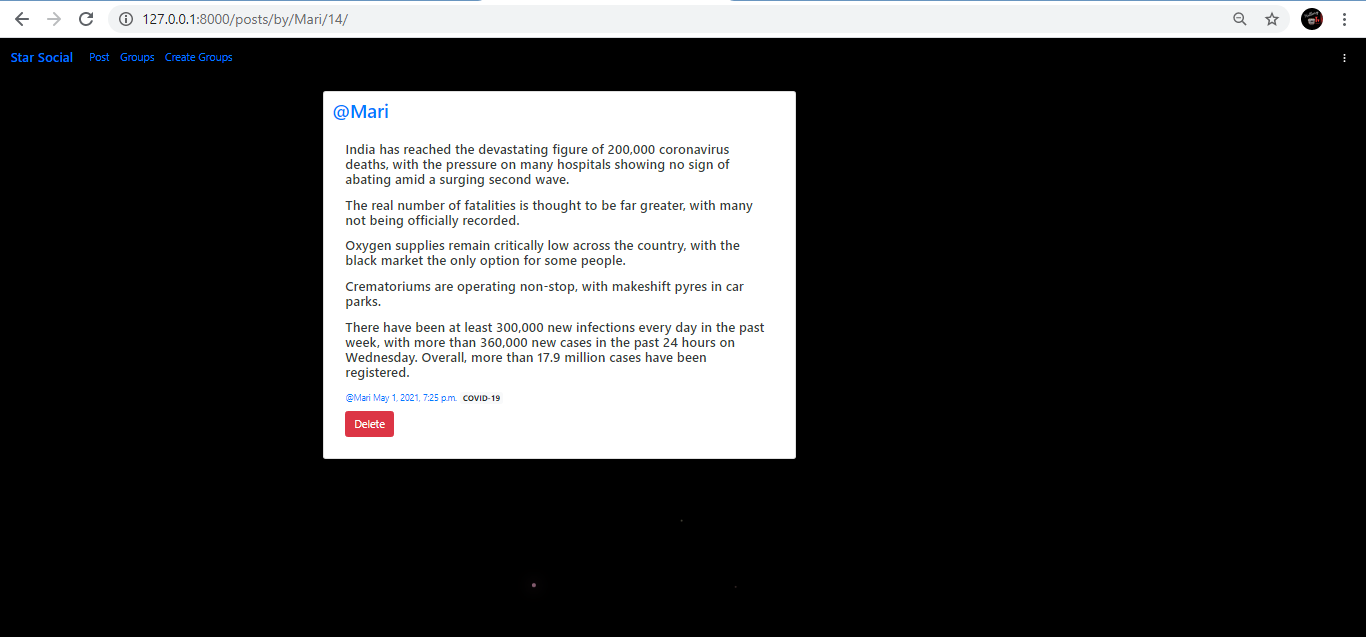 127.0.0.1:8000/posts/by/Mari/14/
Star Social Post Groups Create Groups
@Mari
India has reached the devastating figure of 200,000 coronavirus
deaths, with the pressure on many hospitals showing no sign of
abating amid a surging second wave.
The real number of fatalities is thought to be far greater, with many
not being officially recorded.
Oxygen supplies remain critically low across the country, with the
black market the only option for some people.
Crematoriums are operating non-stop, with makeshift pyres in car
parks.
There have been at least 300,000 new infections every day in the past
week, with more than 360,000 new cases in the past 24 hours on
Wednesday. Overall, more than 17.9 million cases have been
registered.
@Mari May 1, 2021, 7:25 p.m. COVID-19
Delete